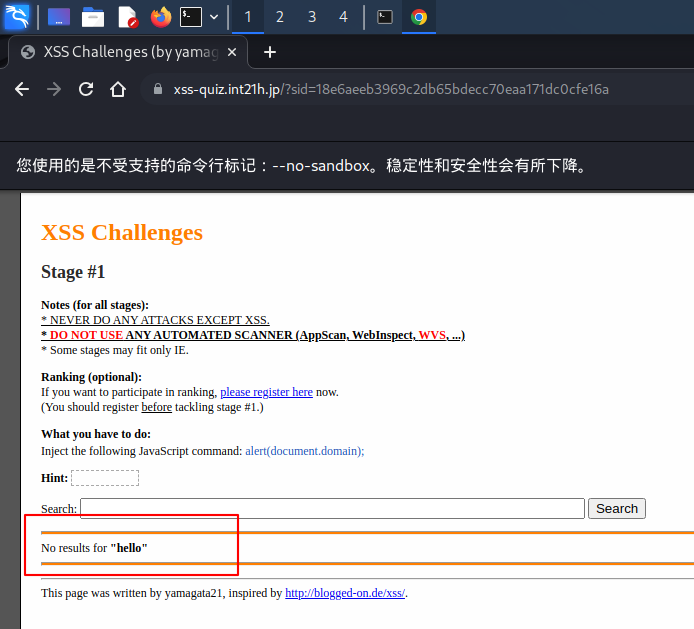 1 2 3 4
XSS Challenges (by yamag
xss-quiz.int21h.jp/?sid=18e6aeeb3969c2db65bdecc70eaa171dc0cfe16a
您使用的是不受支持的命令行标记：--no-sandbox。稳定性和安全性会有所下降。
XSS Challenges
Stage #1
Notes (for all stages):
* NEVER DO ANY ATTACKS EXCEPT XSS.
* DO NOT USE ANY AUTOMATED SCANNER (AppScan, WebInspect, WVS, ...)
* Some stages may fit only IE.
Ranking (optional):
If you want to participate in ranking, please register here now.
(You should register before tackling stage #1.)
What you have to do:
Inject the following JavaScript command: alert(document.domain);
Hint:
Search: Search
No results for "hello"
This page was written by yamagata21, inspired by http://blogged-on.de/xss/.